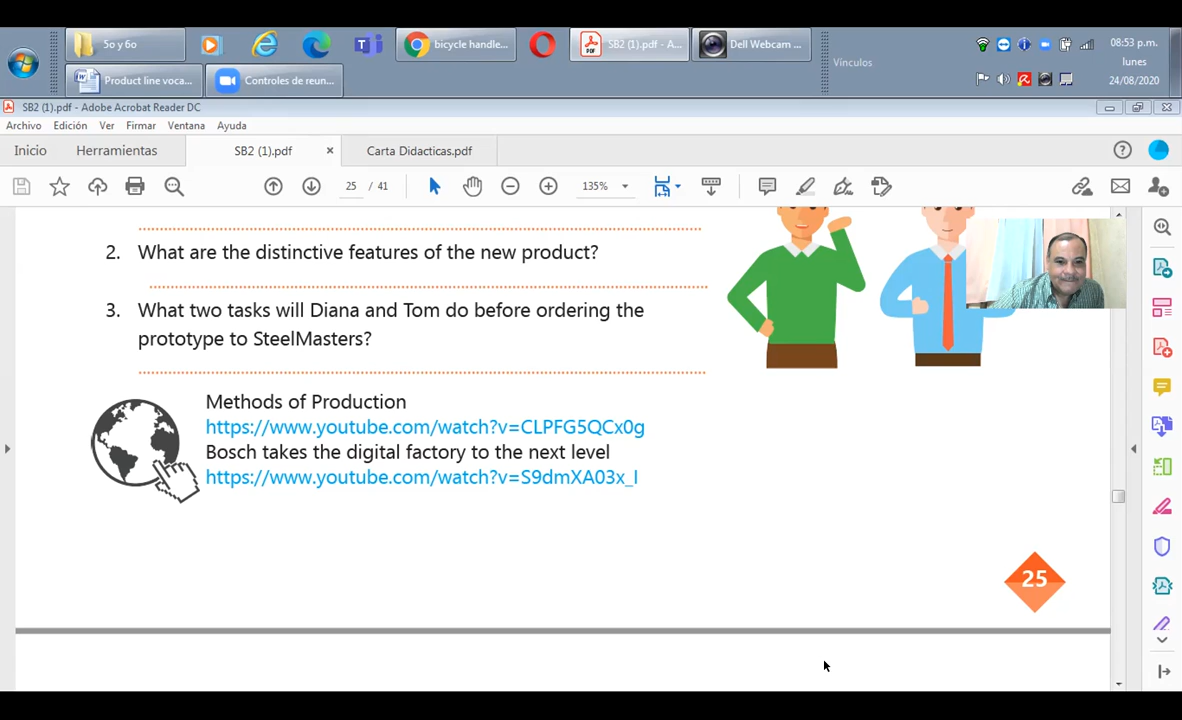 5o y 6o
bicycle handle...
SB2 (1).pdf - A...
Dell Webcam ...
Vínculos
08:53 p.m.
lunes
24/08/2020
Product line voca...
Controles de reun...
SB2 (1).pdf - Adobe Acrobat Reader DC
Archivo Edición Ver Firmar Ventana Ayuda
Inicio Herramientas SB2 (1).pdf × Carta Didacticas.pdf
25 / 41 135%
2. What are the distinctive features of the new product?
3. What two tasks will Diana and Tom do before ordering the
prototype to SteelMasters?
Methods of Production
https://www.youtube.com/watch?v=CLPFG5QCx0g
Bosch takes the digital factory to the next level
https://www.youtube.com/watch?v=S9dmXA03x_I
25